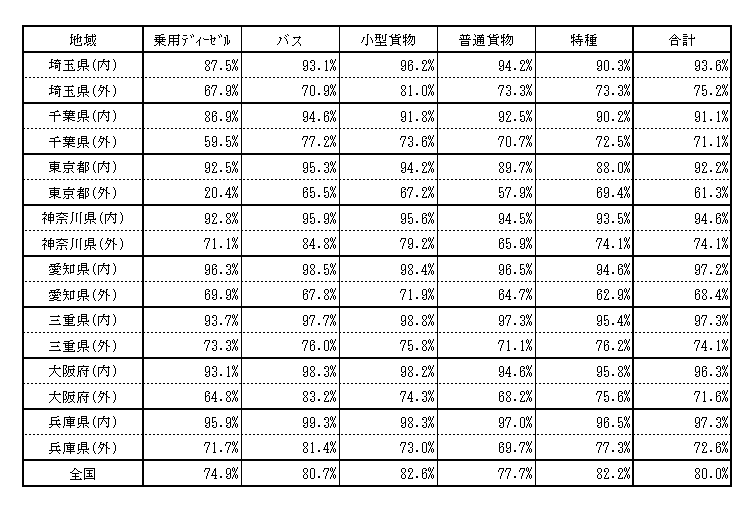 地域 乗用ﾃﾞｨｰｾﾞﾙ バス 小型貨物 普通貨物 特種 合計
埼玉県(内) 87.5% 93.1% 96.2% 94.2% 90.3% 93.6%
埼玉県(外) 67.9% 70.9% 81.0% 73.3% 73.3% 75.2%
千葉県(内) 86.9% 94.6% 91.8% 92.5% 90.2% 91.1%
千葉県(外) 59.5% 77.2% 73.6% 70.7% 72.5% 71.1%
東京都(内) 92.5% 95.3% 94.2% 89.7% 88.0% 92.2%
東京都(外) 20.4% 65.5% 67.2% 57.9% 69.4% 61.3%
神奈川県(内) 92.8% 95.9% 95.6% 94.5% 93.5% 94.6%
神奈川県(外) 71.1% 84.8% 79.2% 65.9% 74.1% 74.1%
愛知県(内) 96.3% 98.5% 98.4% 96.5% 94.6% 97.2%
愛知県(外) 69.9% 67.8% 71.9% 64.7% 62.9% 68.4%
三重県(内) 93.7% 97.7% 98.8% 97.3% 95.4% 97.3%
三重県(外) 73.3% 76.0% 75.8% 71.1% 76.2% 74.1%
大阪府(内) 93.1% 98.3% 98.2% 94.6% 95.8% 96.3%
大阪府(外) 64.8% 83.2% 74.3% 68.2% 75.6% 71.6%
兵庫県(内) 95.9% 99.3% 98.3% 97.0% 96.5% 97.3%
兵庫県(外) 71.7% 81.4% 73.0% 69.7% 77.3% 72.6%
全国 74.9% 80.7% 82.6% 77.7% 82.2% 80.0%